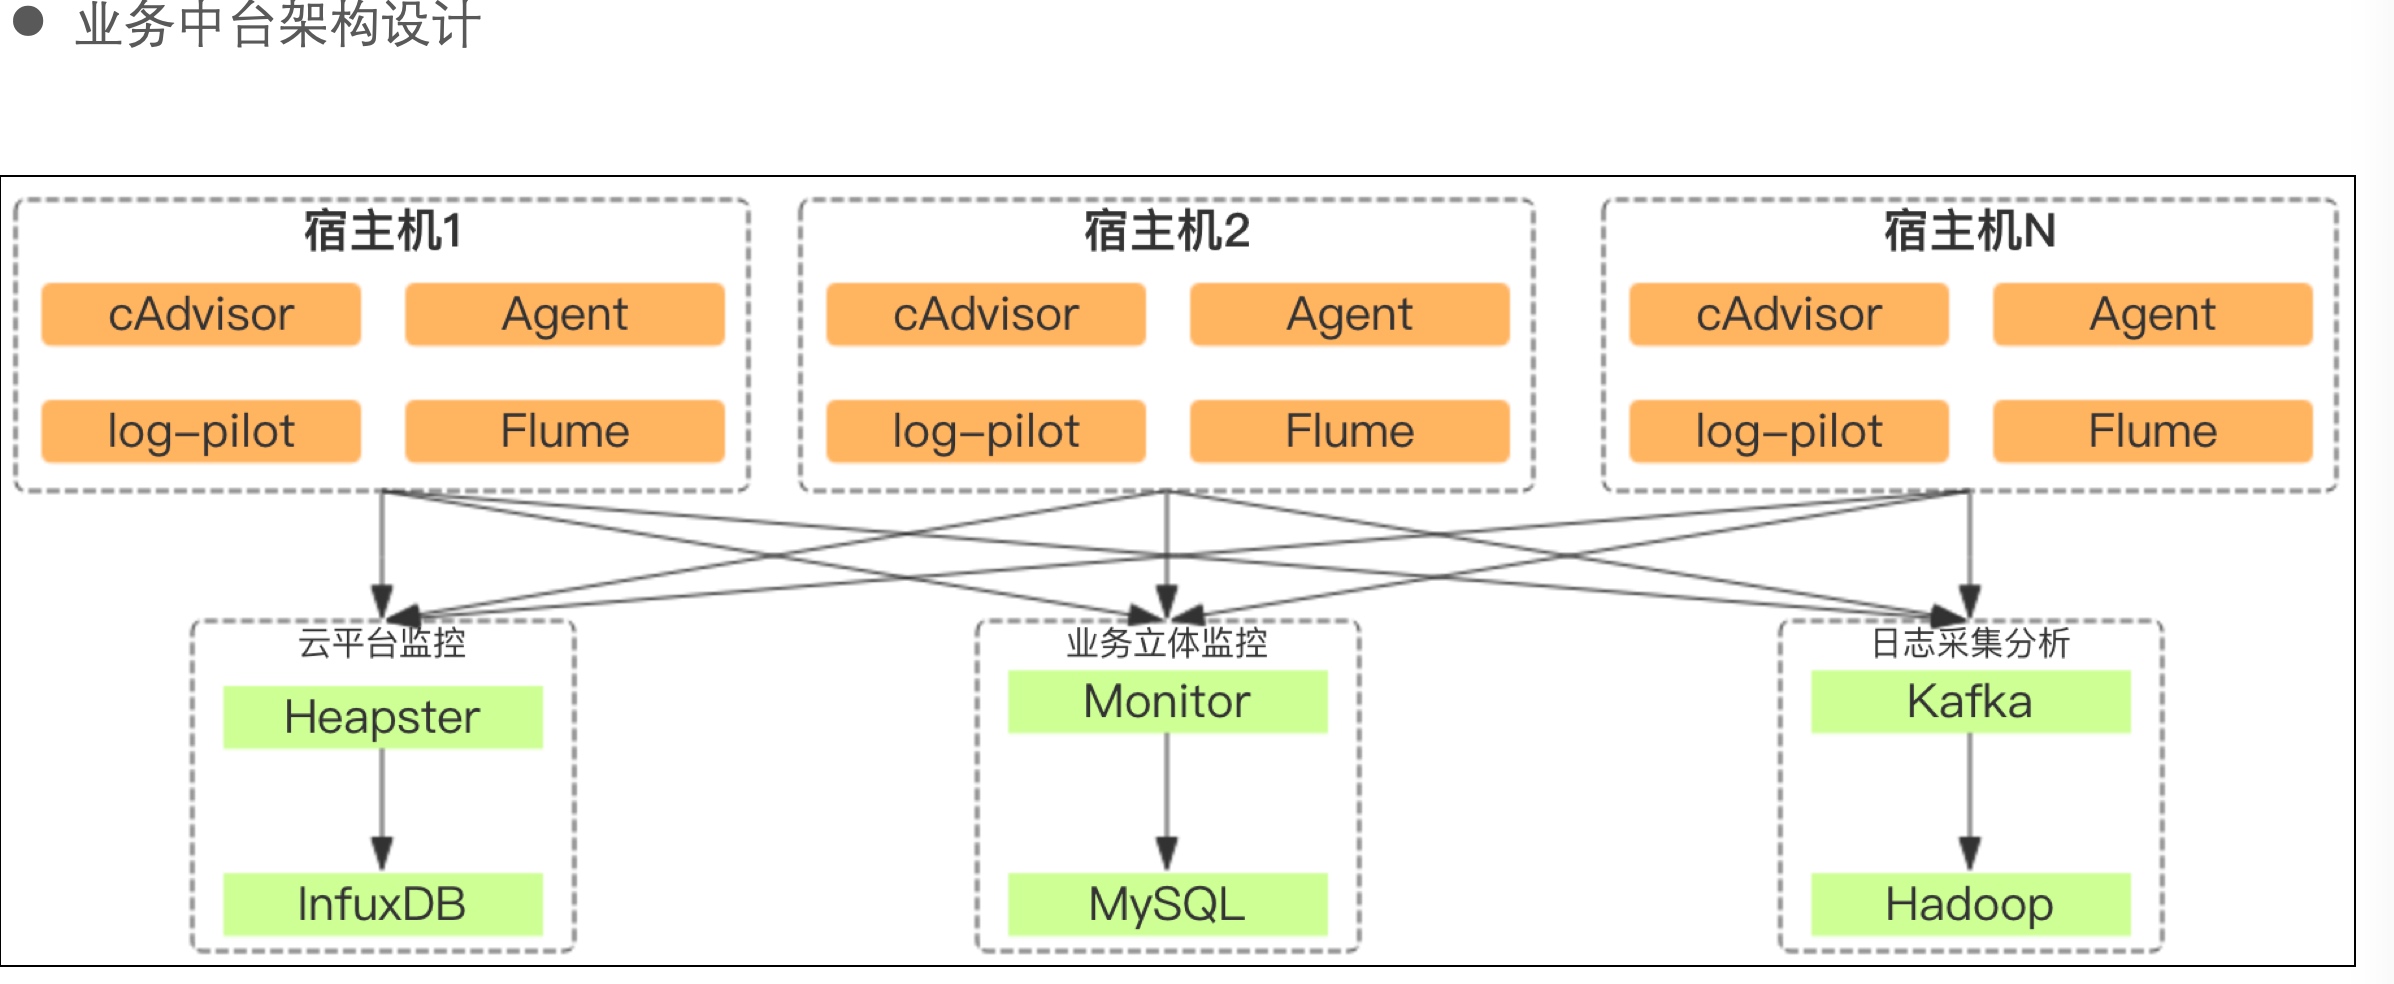 业务中台架构设计
宿主机1 宿主机2 宿主机N
cAdvisor Agent cAdvisor Agent cAdvisor Agent
log-pilot Flume log-pilot Flume log-pilot Flume
云平台监控 业务立体监控 日志采集分析
Heapster Monitor Kafka
InfuxDB MySQL Hadoop